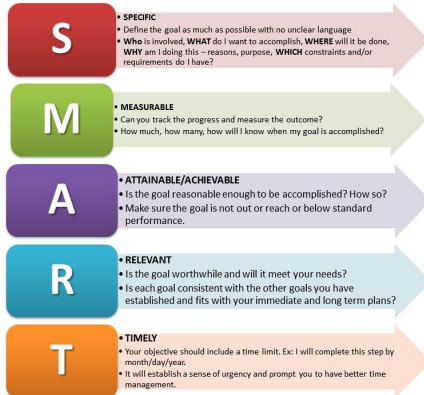 S
• SPECIFIC
• Define the goal as much as possible with no unclear language
• Who is involved, WHAT do I want to accomplish, WHERE will it be done,
WHY am I doing this – reasons, purpose, WHICH constraints and/or
requirements do I have?
M
• MEASURABLE
• Can you track the progress and measure the outcome?
• How much, how many, how will I know when my goal is accomplished?
A
• ATTAINABLE/ACHIEVABLE
• Is the goal reasonable enough to be accomplished? How so?
• Make sure the goal is not out or reach or below standard
performance.
R
• RELEVANT
• Is the goal worthwhile and will it meet your needs?
• Is each goal consistent with the other goals you have
established and fits with your immediate and long term plans?
T
• TIMELY
• Your objective should include a time limit. Ex: I will complete this step by
month/day/year.
• It will establish a sense of urgency and prompt you to have better time
management.